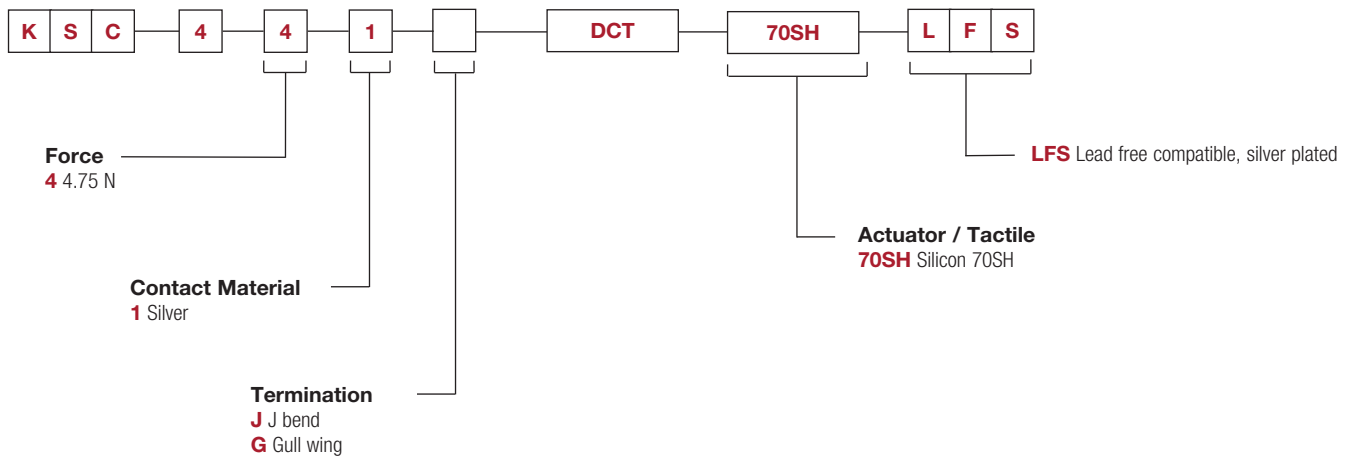 K S C 4 4 1 DCT 70SH L F S
Force
4 4.75 N
LFS Lead free compatible, silver plated
Actuator / Tactile
70SH Silicon 70SH
Contact Material
1 Silver
Termination
J J bend
G Gull wing